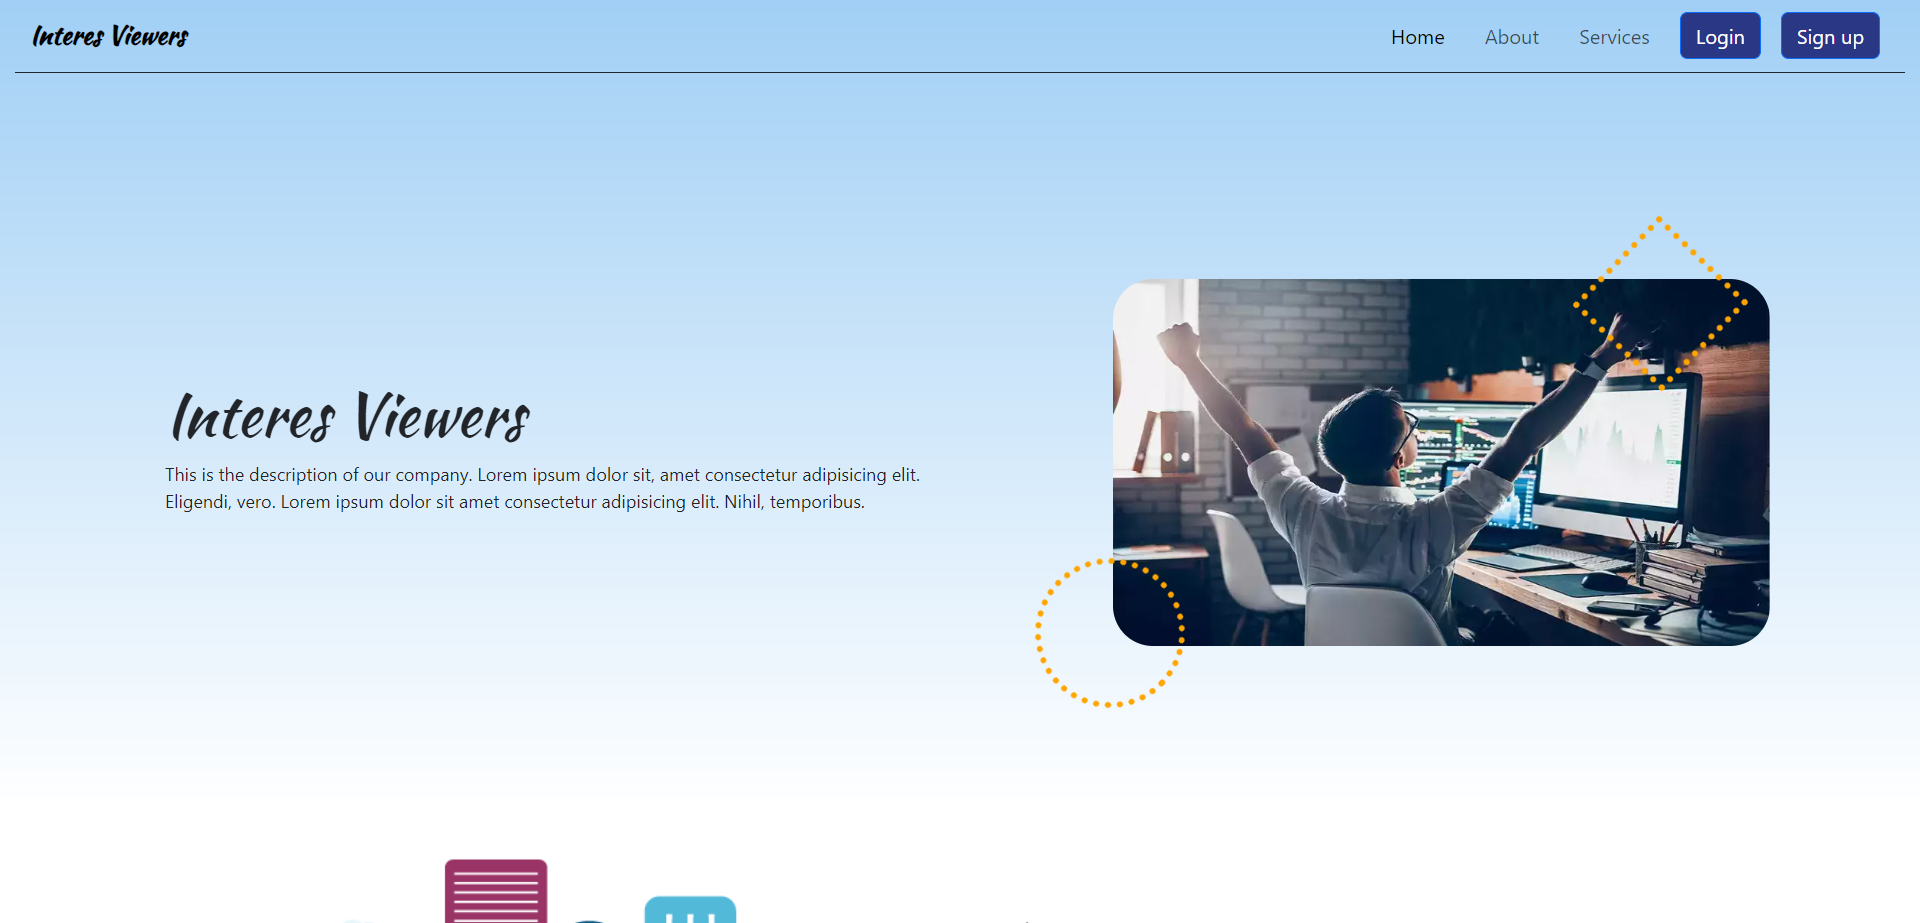 Interes Viewers
Home
About
Services
Login
Sign up
Interes Viewers
This is the description of our company. Lorem ipsum dolor sit, amet consectetur adipisicing elit.
Eligendi, vero. Lorem ipsum dolor sit amet consectetur adipisicing elit. Nihil, temporibus.